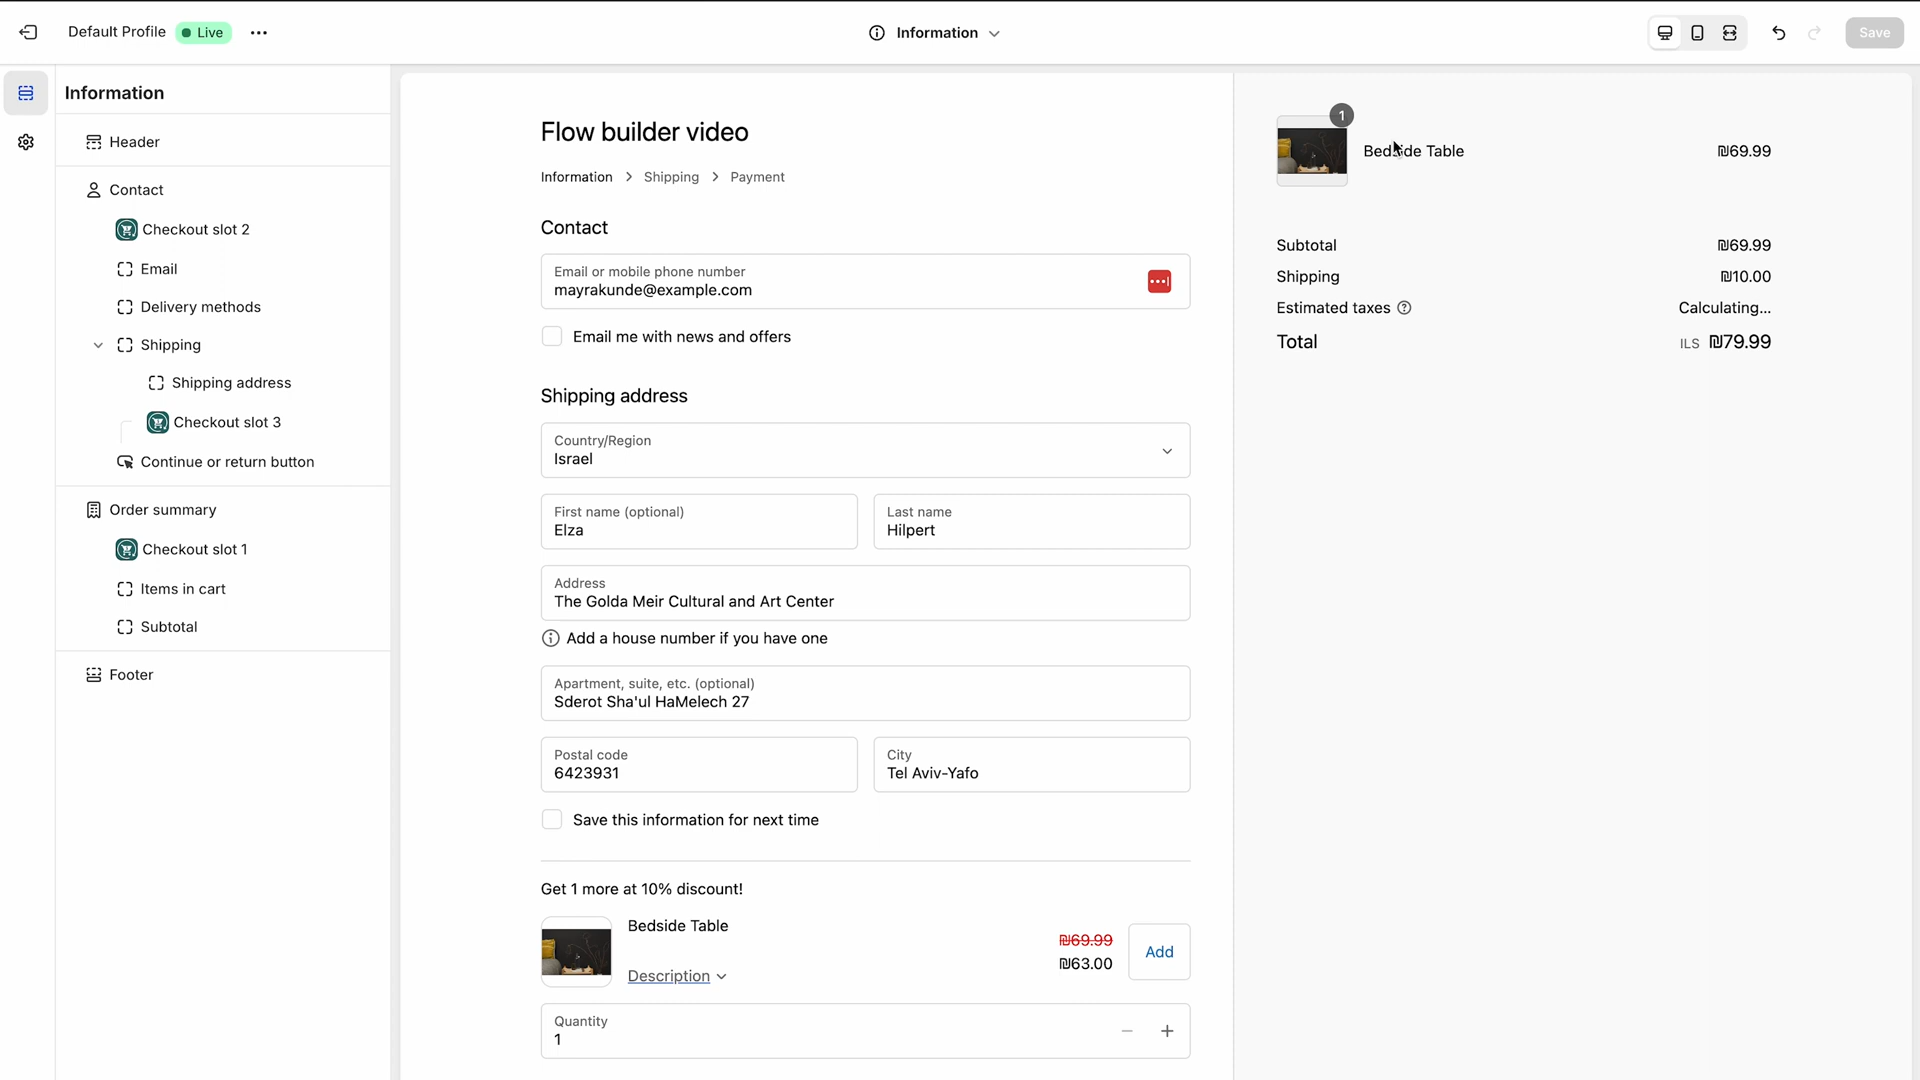 Default Profile
Live
Information
Save
Information
Header
Contact
Checkout slot 2
Email
Delivery methods
Shipping
Shipping address
Checkout slot 3
Continue or return button
Order summary
Checkout slot 1
Items in cart
Subtotal
Footer
Flow builder video
Information > Shipping > Payment
Contact
Email or mobile phone number
mayrakunde@example.com
Email me with news and offers
Shipping address
Country/Region
Israel
First name (optional)
Elza
Last name
Hilpert
Address
The Golda Meir Cultural and Art Center
Add a house number if you have one
Apartment, suite, etc. (optional)
Sderot Sha'ul HaMelech 27
Postal code
6423931
City
Tel Aviv-Yafo
Save this information for next time
Get 1 more at 10% discount!
Bedside Table
₪69.99
₪63.00
Add
Description
Quantity
1
1
Bedside Table ₪69.99
Subtotal ₪69.99
Shipping ₪10.00
Estimated taxes Calculating...
Total ILS ₪79.99